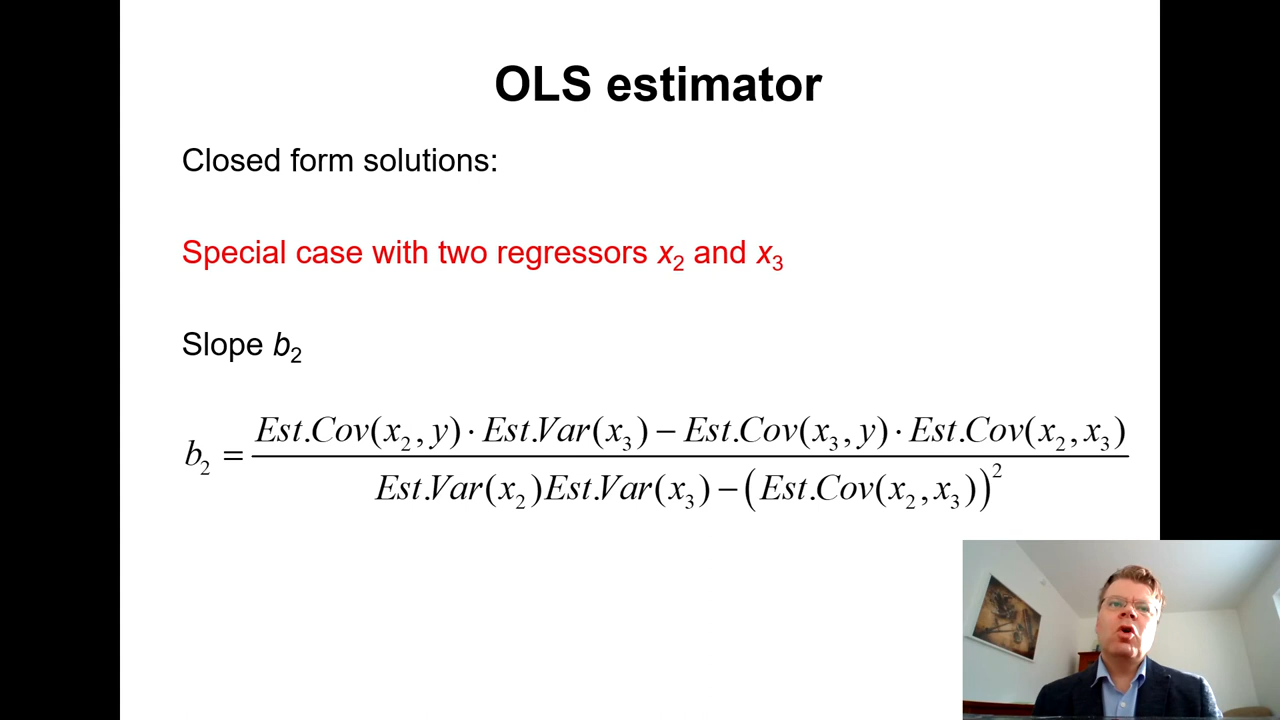 OLS estimator
Closed form solutions:
Special case with two regressors x₂ and x₃
Slope b₂
b₂ = (Est.Cov(x₂, y) · Est.Var(x₃) − Est.Cov(x₃, y) · Est.Cov(x₂, x₃)) / (Est.Var(x₂)Est.Var(x₃) − (Est.Cov(x₂, x₃))²)